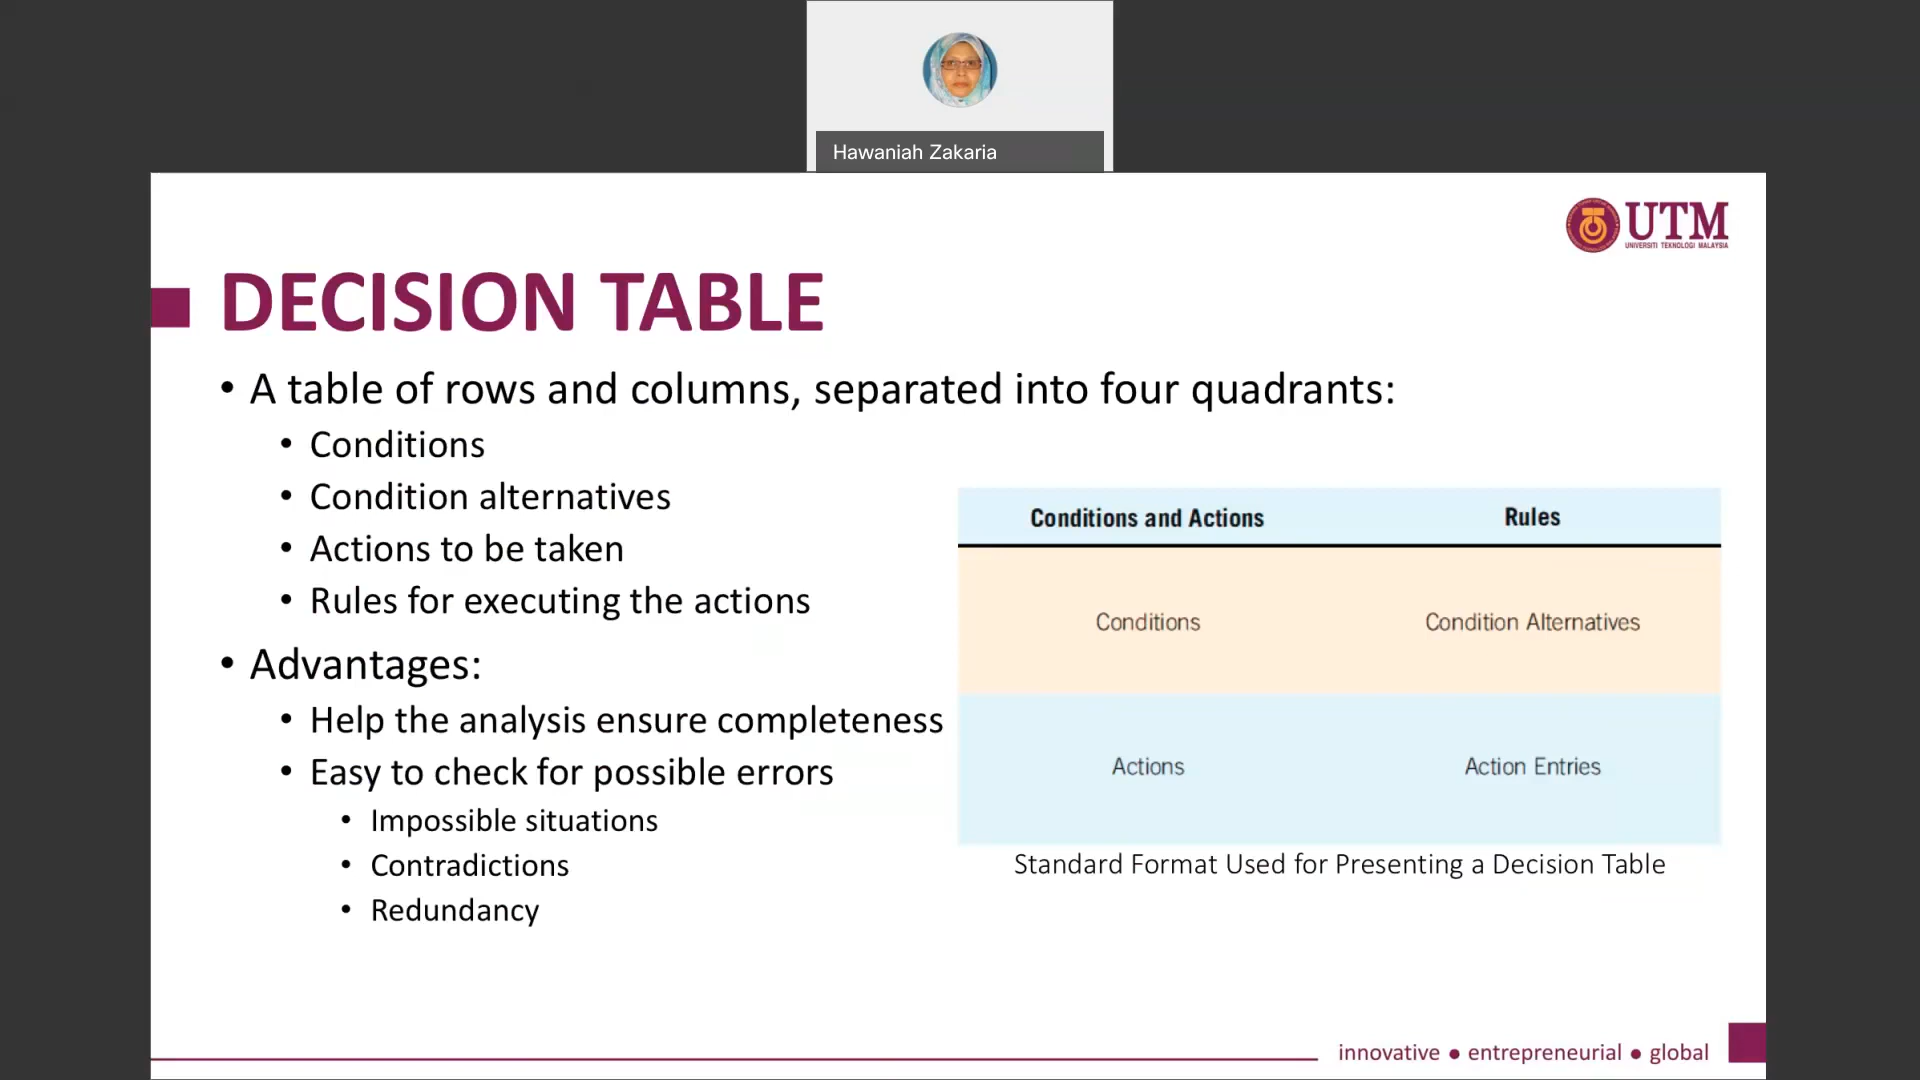 Hawaniah Zakaria
UTM
UNIVERSITI TEKNOLOGI MALAYSIA
DECISION TABLE
• A table of rows and columns, separated into four quadrants:
• Conditions
• Condition alternatives
• Actions to be taken
• Rules for executing the actions
• Advantages:
• Help the analysis ensure completeness
• Easy to check for possible errors
• Impossible situations
• Contradictions
• Redundancy
Conditions and Actions Rules
Conditions Condition Alternatives
Actions Action Entries
Standard Format Used for Presenting a Decision Table
innovative ● entrepreneurial ● global